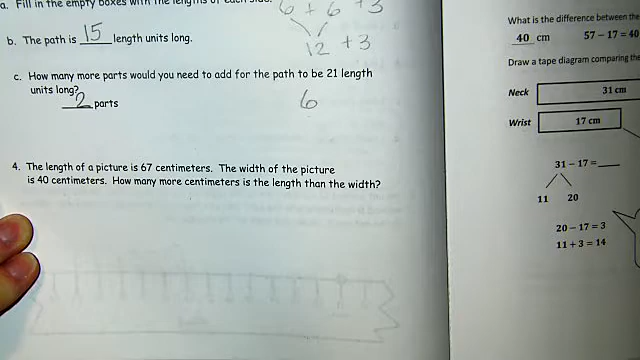 a. Fill in the empty boxes with the lengths of each side.
6 + 6 + 3
12 + 3
b. The path is 15 length units long.
c. How many more parts would you need to add for the path to be 21 length
units long?
2 parts
6
4. The length of a picture is 67 centimeters. The width of the picture
is 40 centimeters. How many more centimeters is the length than the width?
What is the difference between the
40 cm 57 – 17 = 40
Draw a tape diagram comparing the
Neck 31 cm
Wrist 17 cm
31 – 17 = ___
11 20
20 – 17 = 3
11 + 3 = 14